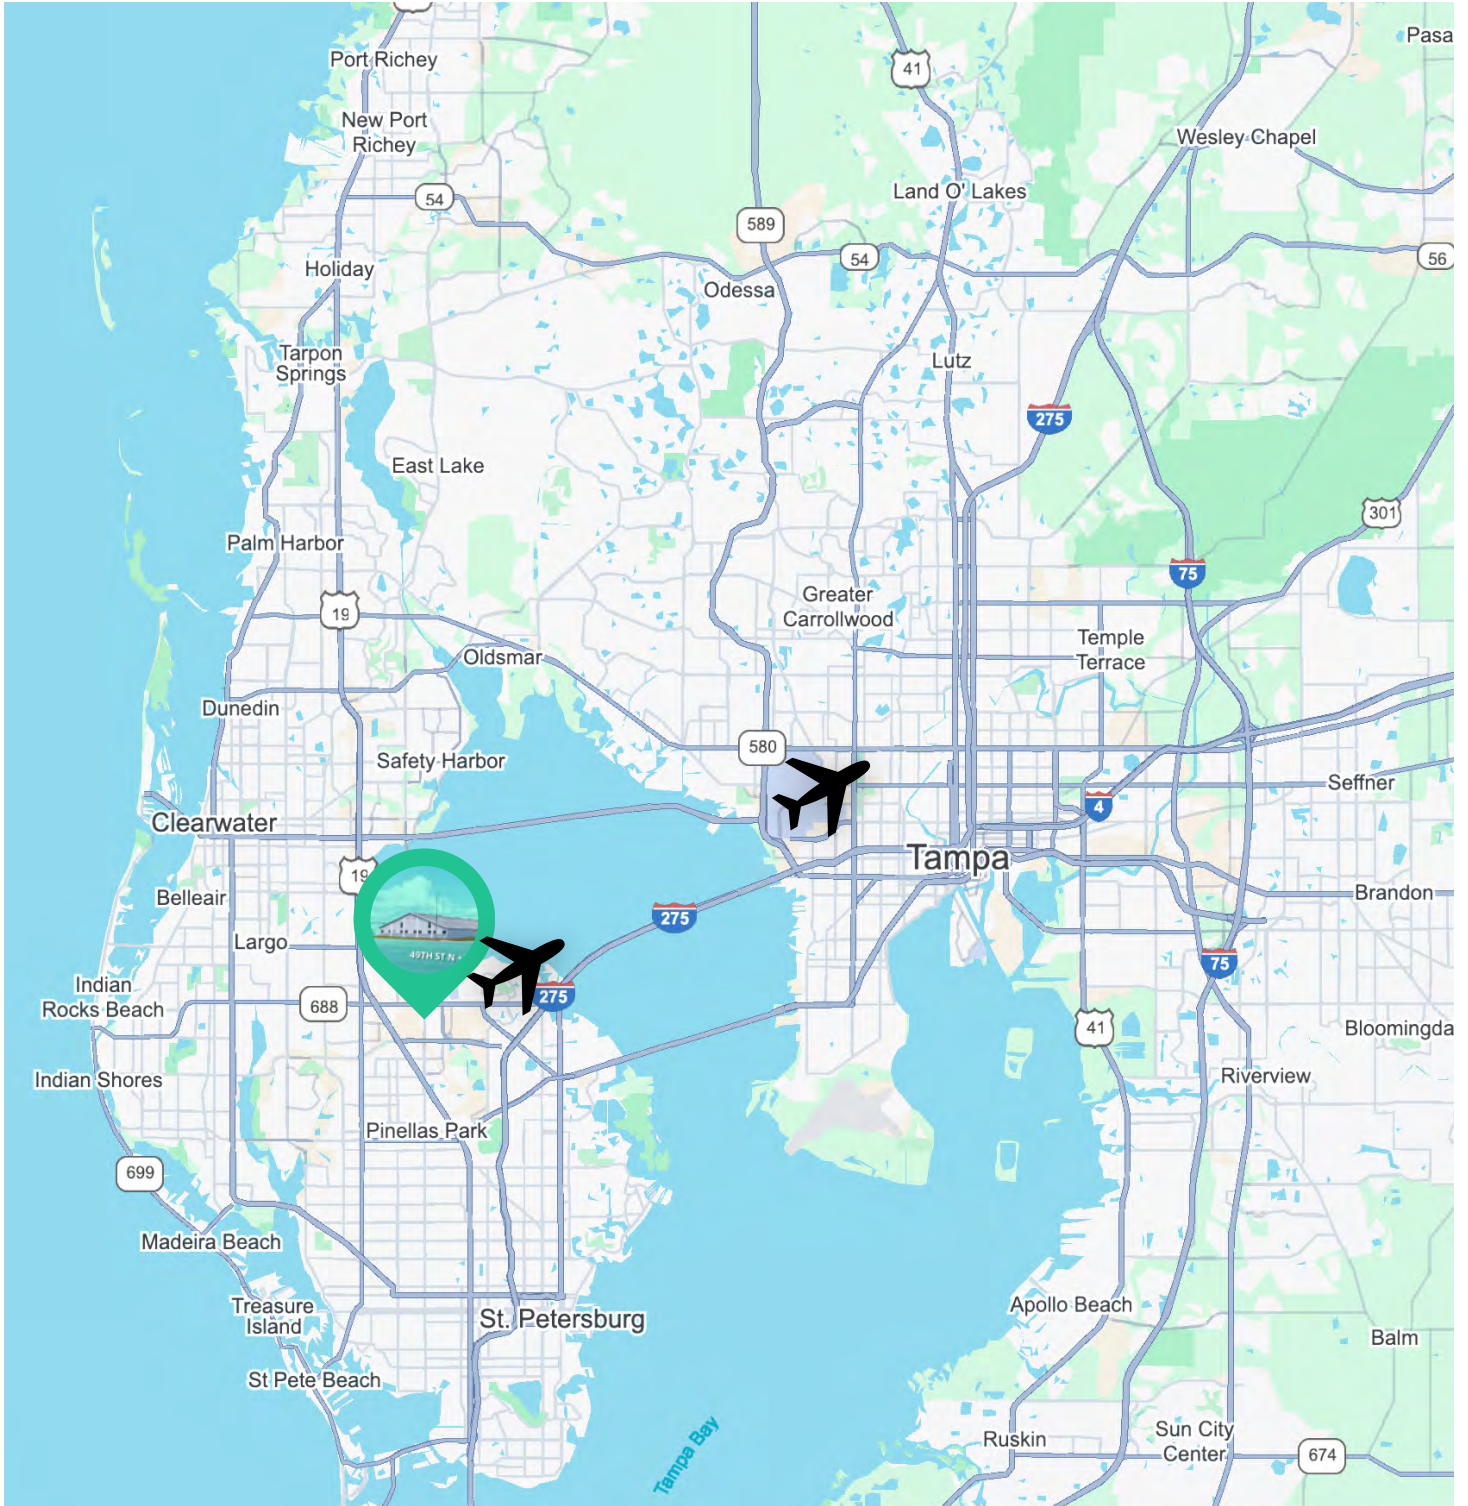 Pasa
Port Richey
41
New Port
Richey
Wesley Chapel
Land O' Lakes
54
589
54
56
Holiday
Odessa
Tarpon
Springs
Lutz
275
East Lake
301
Palm Harbor
75
Greater
Carrollwood
19
Temple
Terrace
Oldsmar
Dunedin
580
Safety Harbor
Seffner
4
Clearwater
Tampa
19
Belleair
Brandon
275
Largo
49TH ST N
75
Indian
Rocks Beach
275
688
41
Bloomingda
Indian Shores
Riverview
Pinellas Park
699
Madeira Beach
Treasure
Island
Apollo Beach
St. Petersburg
Balm
St Pete Beach
Tampa Bay
Ruskin
Sun City
Center
674